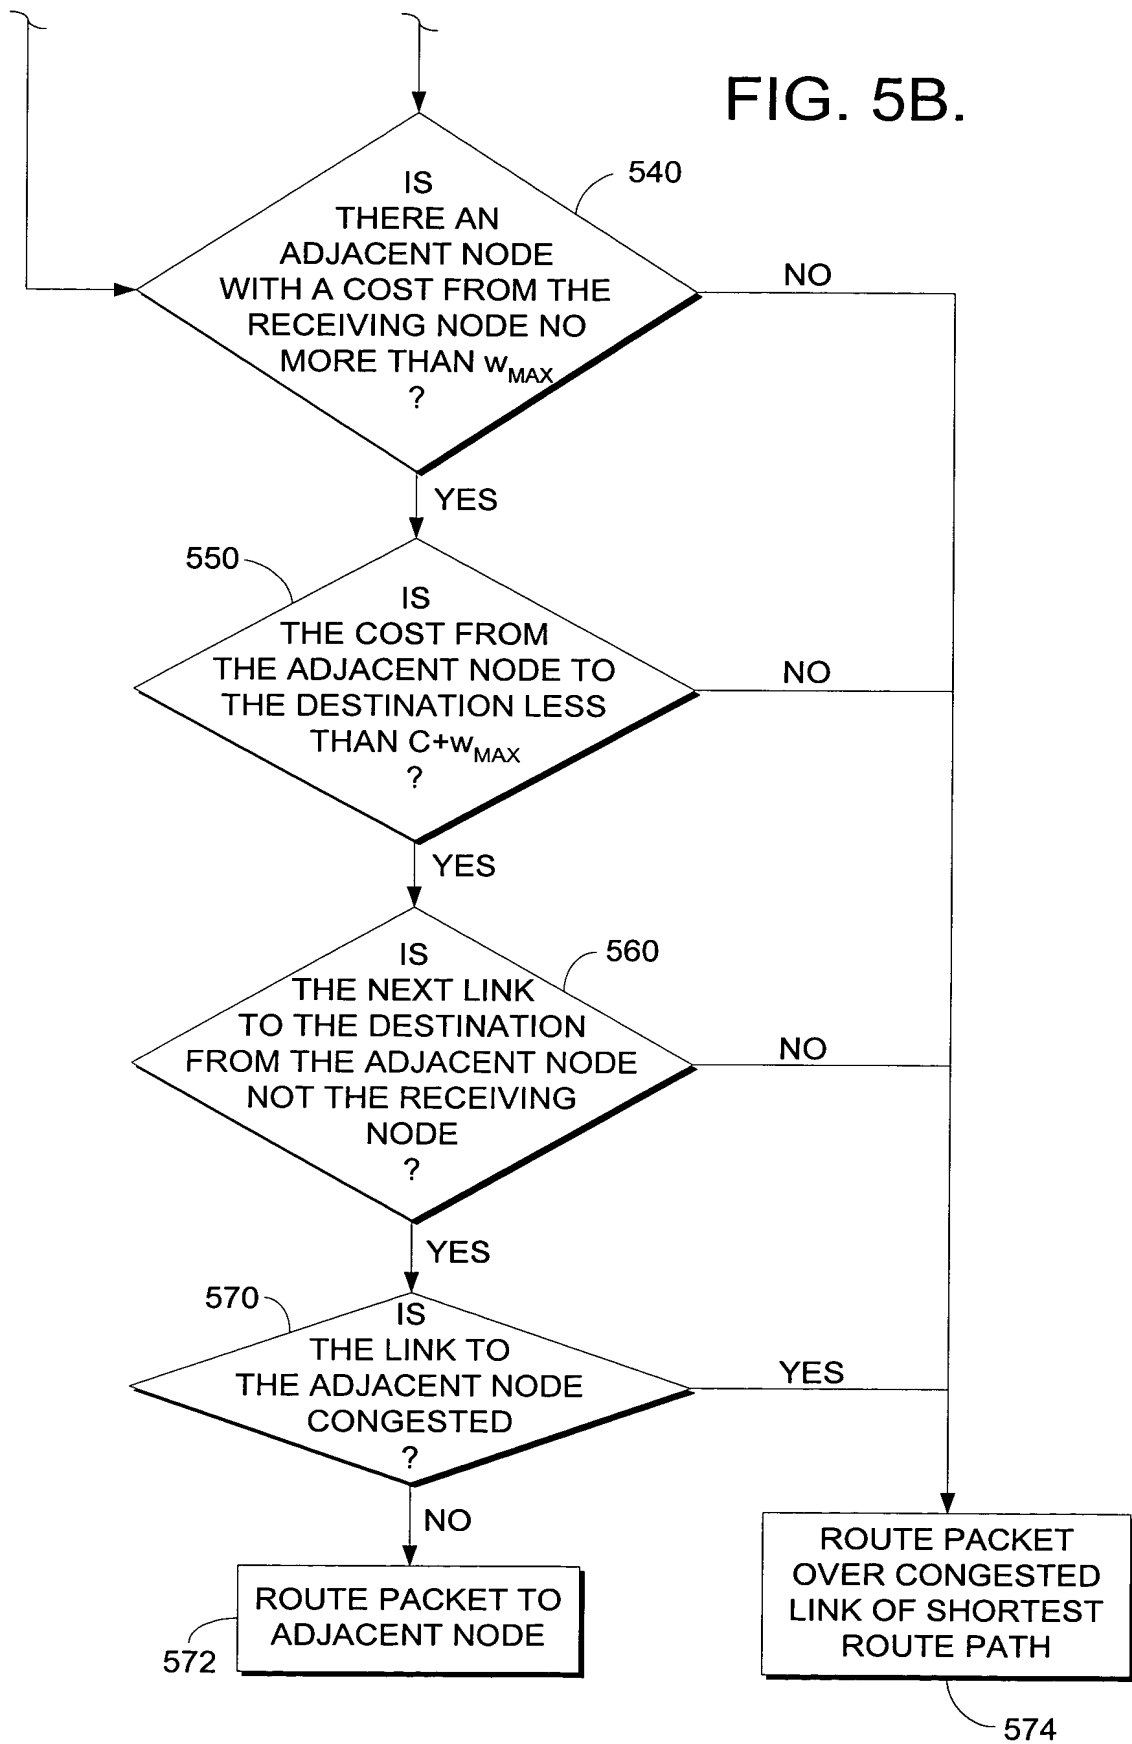 FIG. 5B.
540
IS
THERE AN
ADJACENT NODE
WITH A COST FROM THE
RECEIVING NODE NO
MORE THAN wMAX
?
NO
YES
550
IS
THE COST FROM
THE ADJACENT NODE TO
THE DESTINATION LESS
THAN C+wMAX
?
NO
YES
560
IS
THE NEXT LINK
TO THE DESTINATION
FROM THE ADJACENT NODE
NOT THE RECEIVING
NODE
?
NO
YES
570
IS
THE LINK TO
THE ADJACENT NODE
CONGESTED
?
YES
NO
ROUTE PACKET TO
ADJACENT NODE
572
ROUTE PACKET
OVER CONGESTED
LINK OF SHORTEST
ROUTE PATH
574